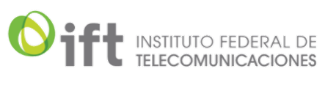 ift
INSTITUTO FEDERAL DE
TELECOMUNICACIONES